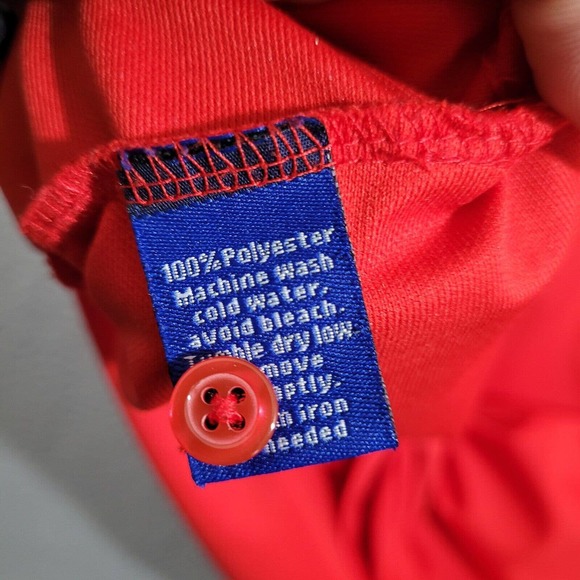 100% Polyester
Machine wash
cold water,
avoid bleach.
dry low
iron
needed